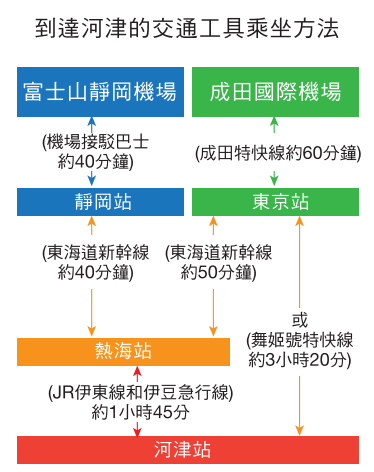 到達河津的交通工具乘坐方法
富士山靜岡機場
成田國際機場
(機場接駁巴士
約40分鐘)
(成田特快線約60分鐘)
靜岡站
東京站
(東海道新幹線
約40分鐘)
(東海道新幹線
約50分鐘)
或
(舞姬號特快線
約3小時20分)
熱海站
(JR伊東線和伊豆急行線)
約1小時45分
河津站